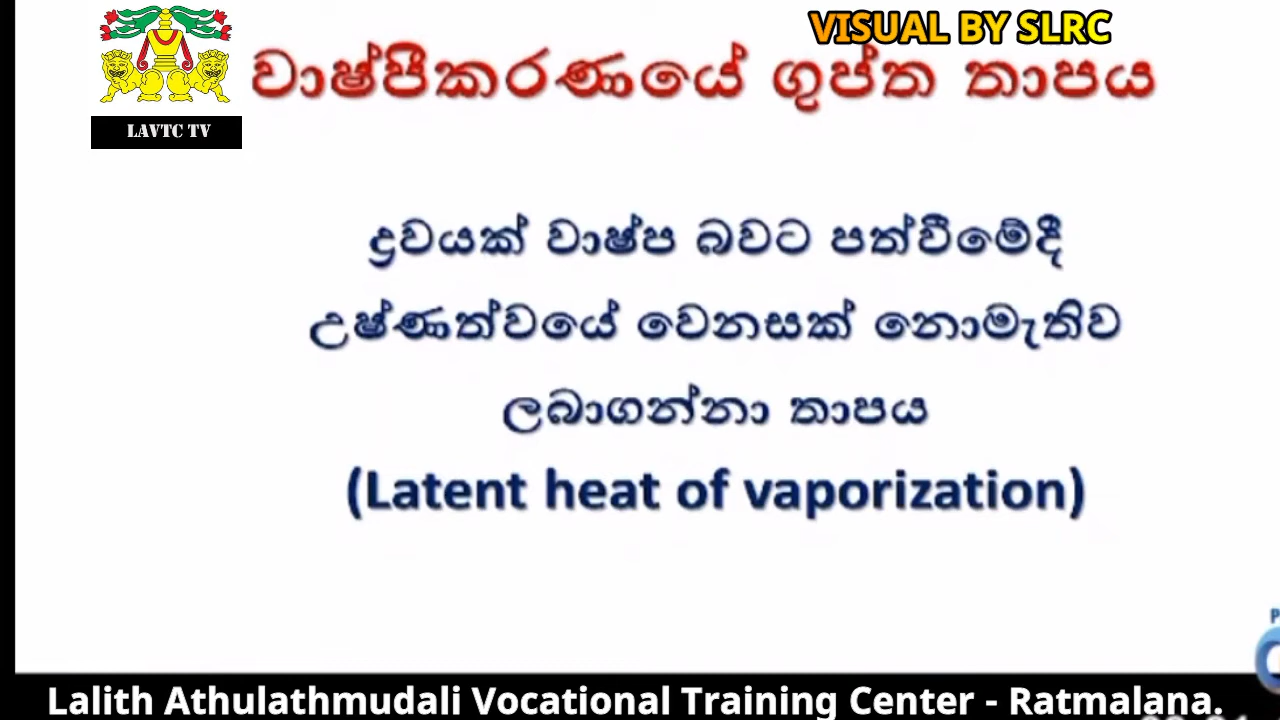 VISUAL BY SLRC
වාෂ්පීකරණයේ ගුප්ත තාපය
LAVTC TV
ද්‍රවයක් වාෂ්ප බවට පත්වීමේදී
උෂ්ණත්වයේ වෙනසක් නොමැතිව
ලබාගන්නා තාපය
(Latent heat of vaporization)
Lalith Athulathmudali Vocational Training Center - Ratmalana.